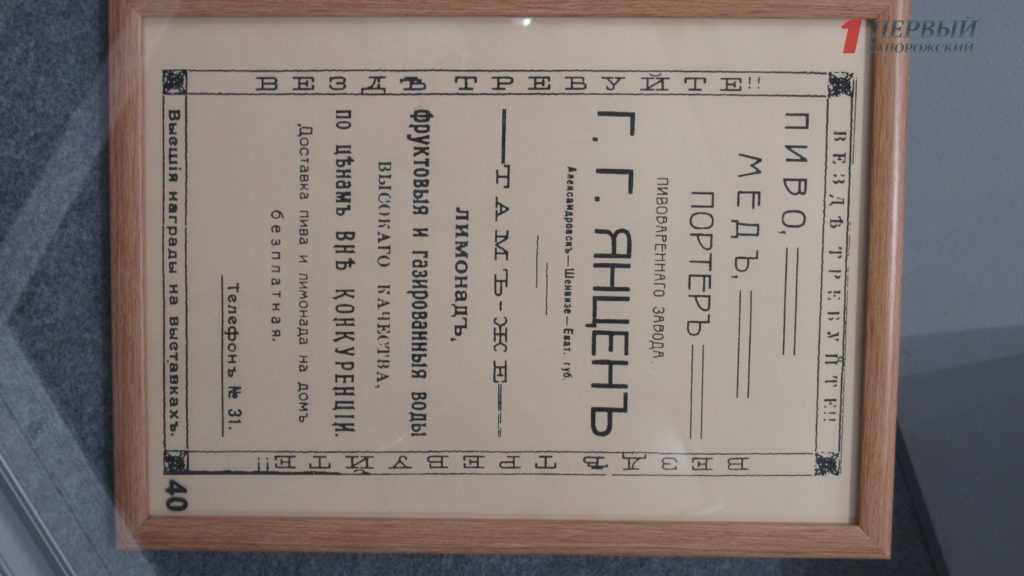 1 ПЕРВЫЙ
ЗАПОРОЖСКИЙ
ВЕЗДѢ ТРЕБУЙТЕ!!
ВЕЗДѢ ТРЕБУЙТЕ!!
ВЕЗДѢ ТРЕБУЙТЕ!!
ПИВО,
МЕДЪ,
ПОРТЕРЪ
ПИВОВАРЕННАГО ЗАВОДА
Г. Г. ЯНЦЕНЪ
Александровскъ—Шенвизе—Екат. губ.
—ТАМЪ-ЖЕ—
ЛИМОНАДЪ,
ФРУКТОВЫЯ И ГАЗИРОВАННЫЯ ВОДЫ
ВЫСОКАГО КАЧЕСТВА,
ПО ЦѢНАМЪ ВНѢ КОНКУРЕНЦІИ.
Доставка пива и лимонада на домъ
безплатная.
Телефонъ № 31.
Высшія награды на выставкахъ.
40